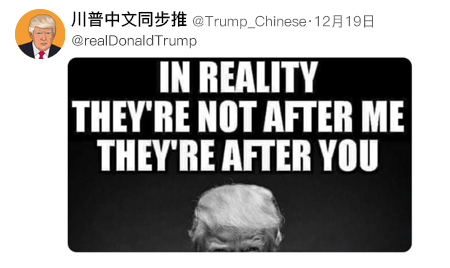 川普中文同步推 @Trump_Chinese·12月19日
@realDonaldTrump
IN REALITY
THEY'RE NOT AFTER ME
THEY'RE AFTER YOU